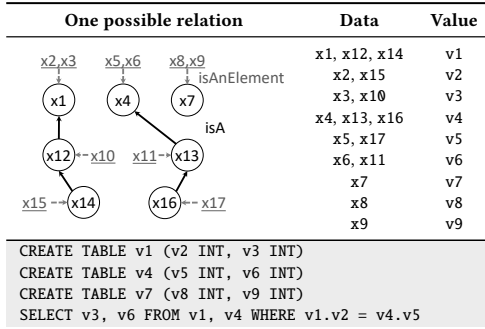 One possible relation Data Value
x2,x3 x5,x6 x8,x9
isAnElement
x1 x4 x7
isA
x12 x10 x11 x13
x15 x14 x16 x17
x1, x12, x14 v1
x2, x15 v2
x3, x10 v3
x4, x13, x16 v4
x5, x17 v5
x6, x11 v6
x7 v7
x8 v8
x9 v9
CREATE TABLE v1 (v2 INT, v3 INT)
CREATE TABLE v4 (v5 INT, v6 INT)
CREATE TABLE v7 (v8 INT, v9 INT)
SELECT v3, v6 FROM v1, v4 WHERE v1.v2 = v4.v5